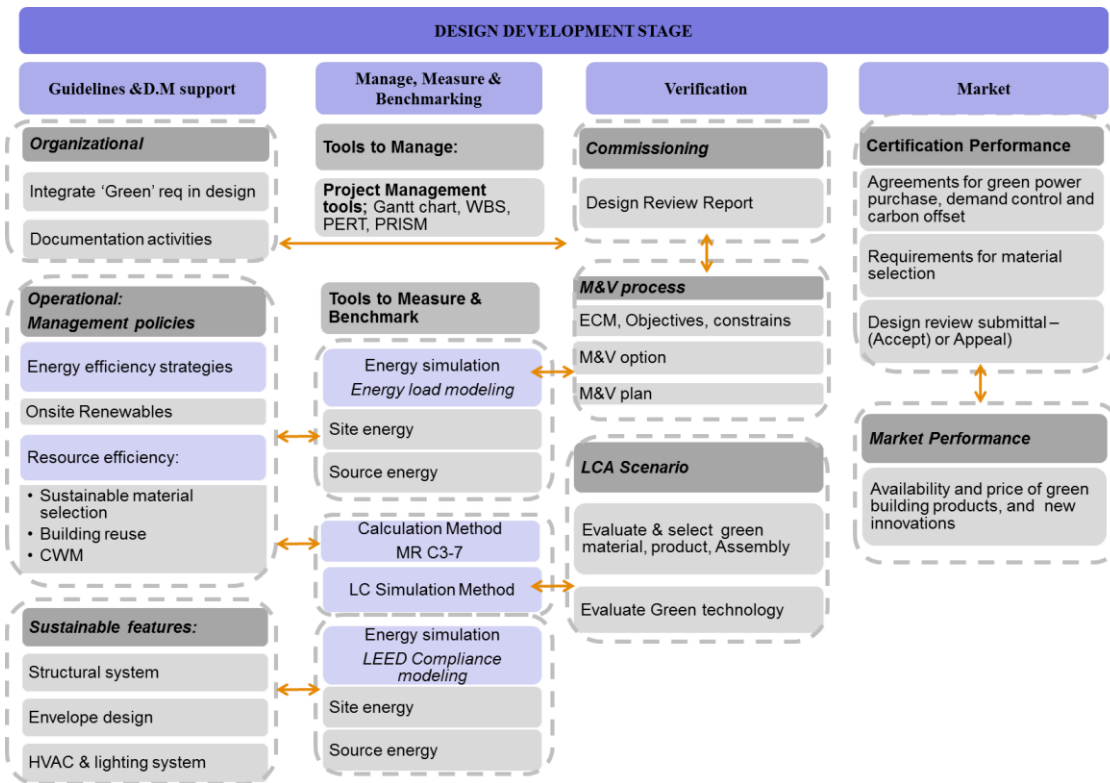 DESIGN DEVELOPMENT STAGE
Guidelines &D.M support
Organizational
Integrate ‘Green’ req in design
Documentation activities
Operational:
Management policies
Energy efficiency strategies
Onsite Renewables
Resource efficiency:
• Sustainable material
selection
• Building reuse
• CWM
Sustainable features:
Structural system
Envelope design
HVAC & lighting system
Manage, Measure &
Benchmarking
Tools to Manage:
Project Management
tools; Gantt chart, WBS,
PERT, PRISM
Tools to Measure &
Benchmark
Energy simulation
Energy load modeling
Site energy
Source energy
Calculation Method
MR C3-7
LC Simulation Method
Energy simulation
LEED Compliance
modeling
Site energy
Source energy
Verification
Commissioning
Design Review Report
M&V process
ECM, Objectives, constrains
M&V option
M&V plan
LCA Scenario
Evaluate & select green
material, product, Assembly
Evaluate Green technology
Market
Certification Performance
Agreements for green power
purchase, demand control and
carbon offset
Requirements for material
selection
Design review submittal –
(Accept) or Appeal)
Market Performance
Availability and price of green
building products, and new
innovations